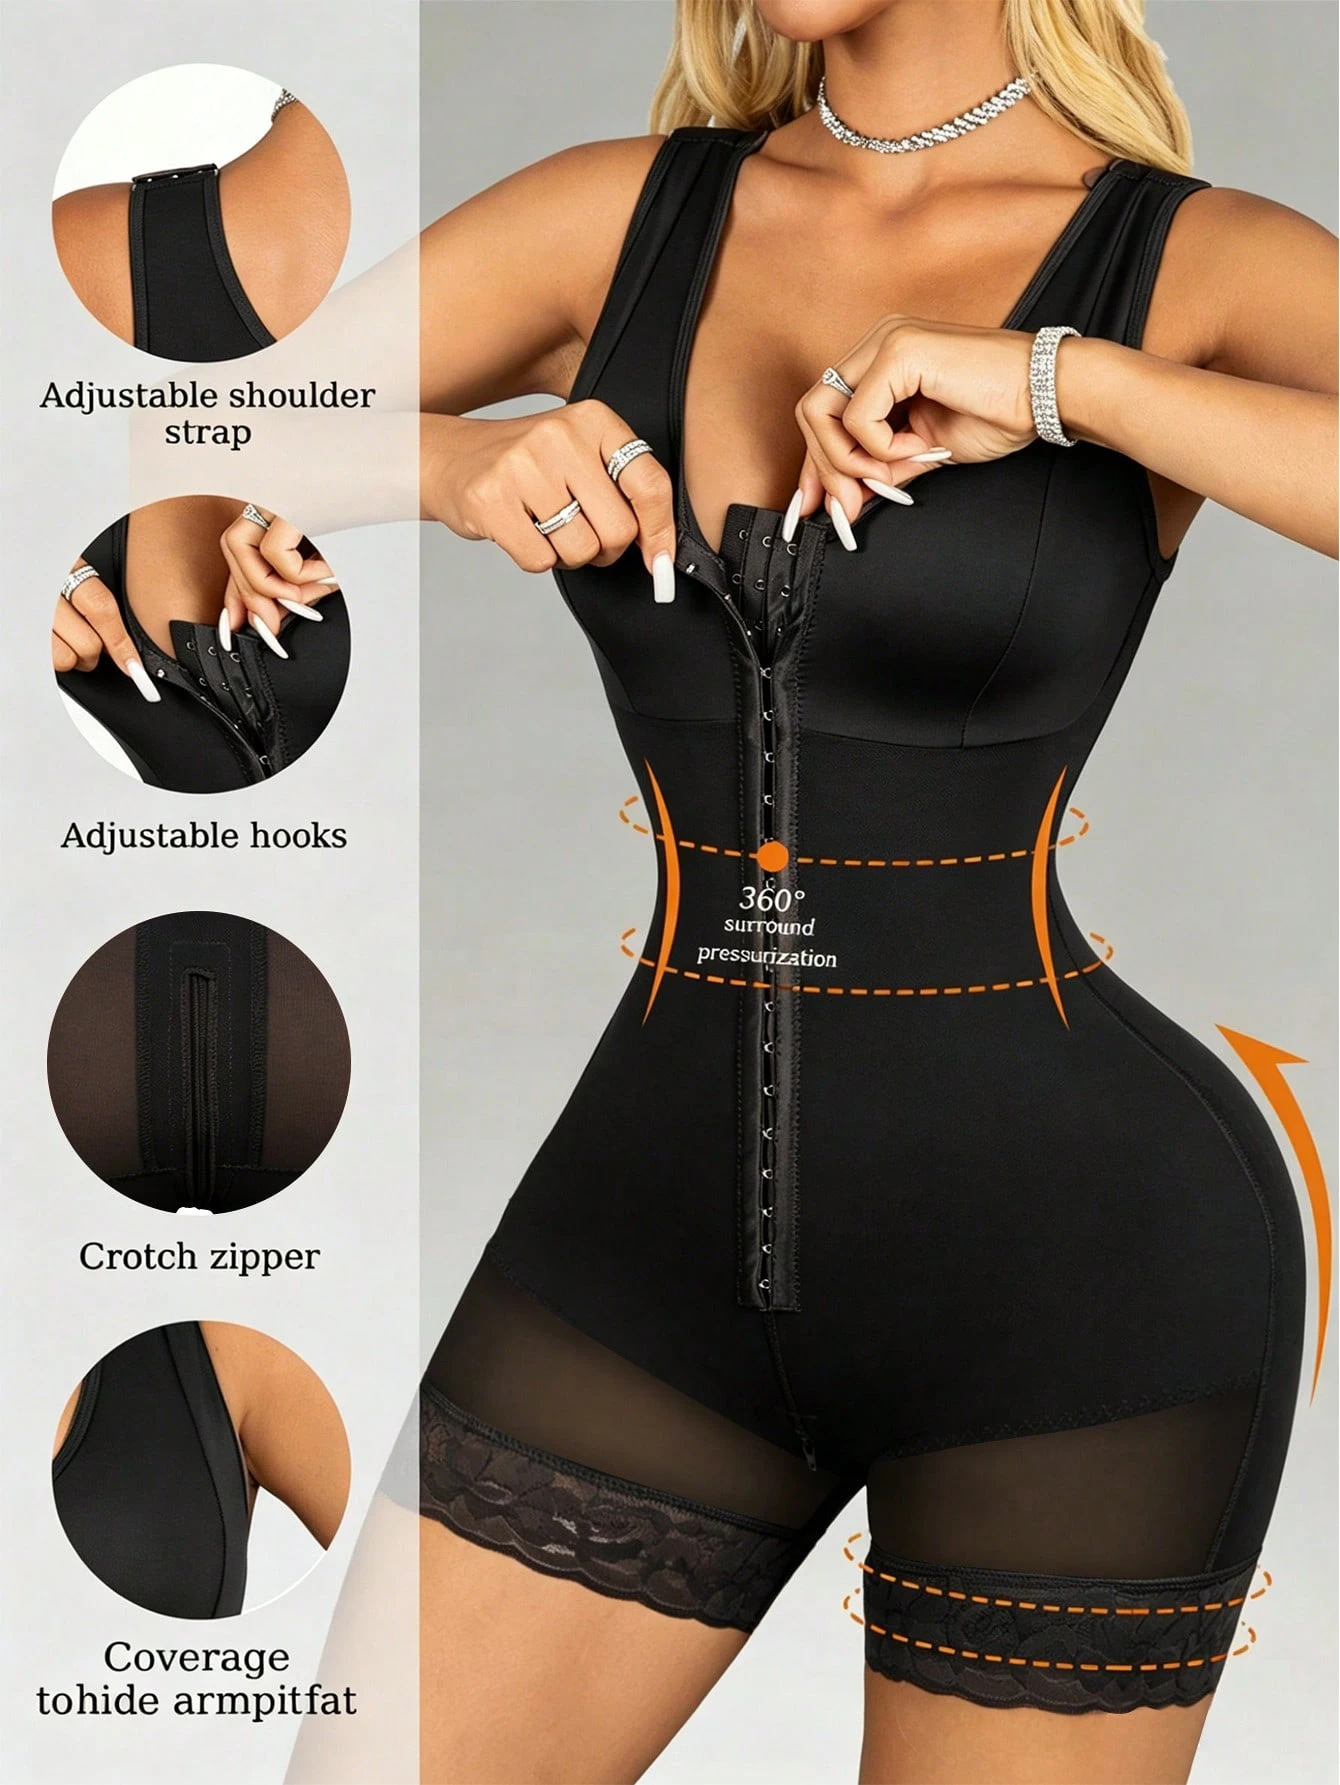 Adjustable shoulder
strap
Adjustable hooks
Crotch zipper
Coverage
tohide armpitfat
360°
surround
pressurization